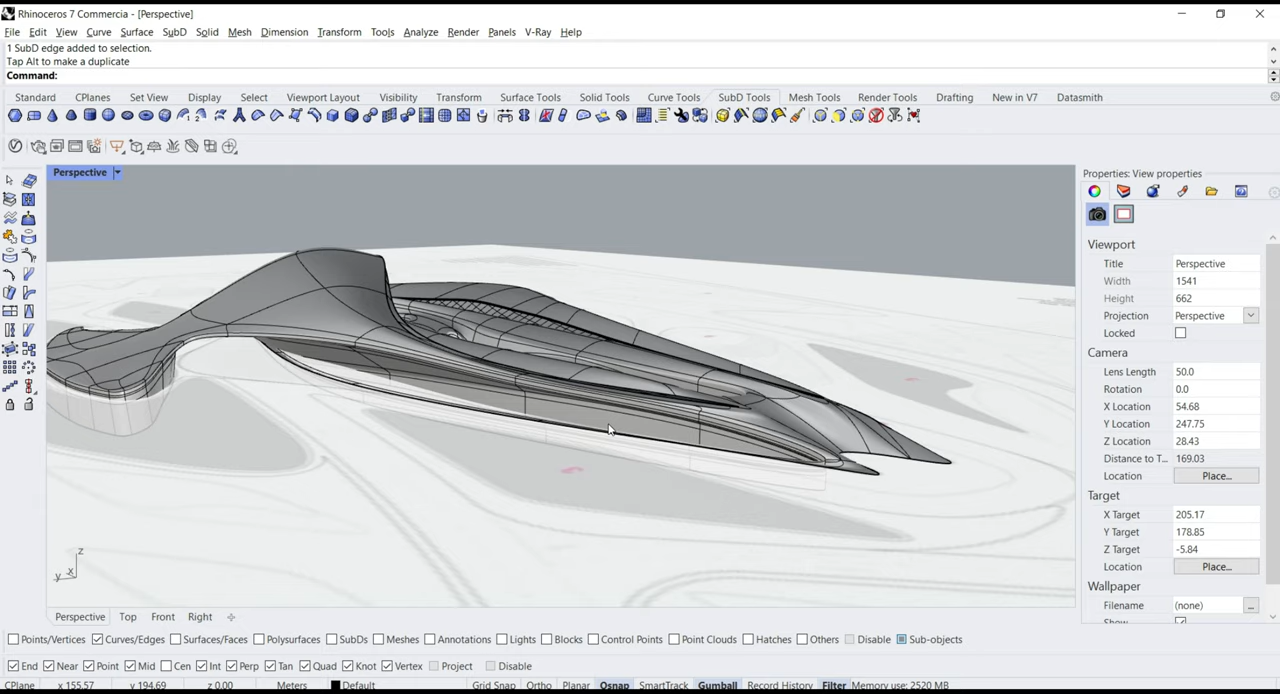 Rhinoceros 7 Commercia - [Perspective]
File Edit View Curve Surface SubD Solid Mesh Dimension Transform Tools Analyze Render Panels V-Ray Help
1 SubD edge added to selection.
Tap Alt to make a duplicate
Command:
Standard CPlanes Set View Display Select Viewport Layout Visibility Transform Surface Tools Solid Tools Curve Tools SubD Tools Mesh Tools Render Tools Drafting New in V7 Datasmith
Perspective
Properties: View properties
Viewport
Title Perspective
Width 1541
Height 662
Projection Perspective
Locked
Camera
Lens Length 50.0
Rotation 0.0
X Location 54.68
Y Location 247.75
Z Location 28.43
Distance to T... 169.03
Location Place...
Target
X Target 205.17
Y Target 178.85
Z Target -5.84
Location Place...
Wallpaper
Filename (none) ...
Show
z
y x
Perspective Top Front Right
Points/Vertices Curves/Edges Surfaces/Faces Polysurfaces SubDs Meshes Annotations Lights Blocks Control Points Point Clouds Hatches Others Disable Sub-objects
End Near Point Mid Cen Int Perp Tan Quad Knot Vertex Project Disable
CPlane x 155.57 y 194.69 z 0.00 Meters Default Grid Snap Ortho Planar Osnap SmartTrack Gumball Record History Filter Memory use: 2520 MB